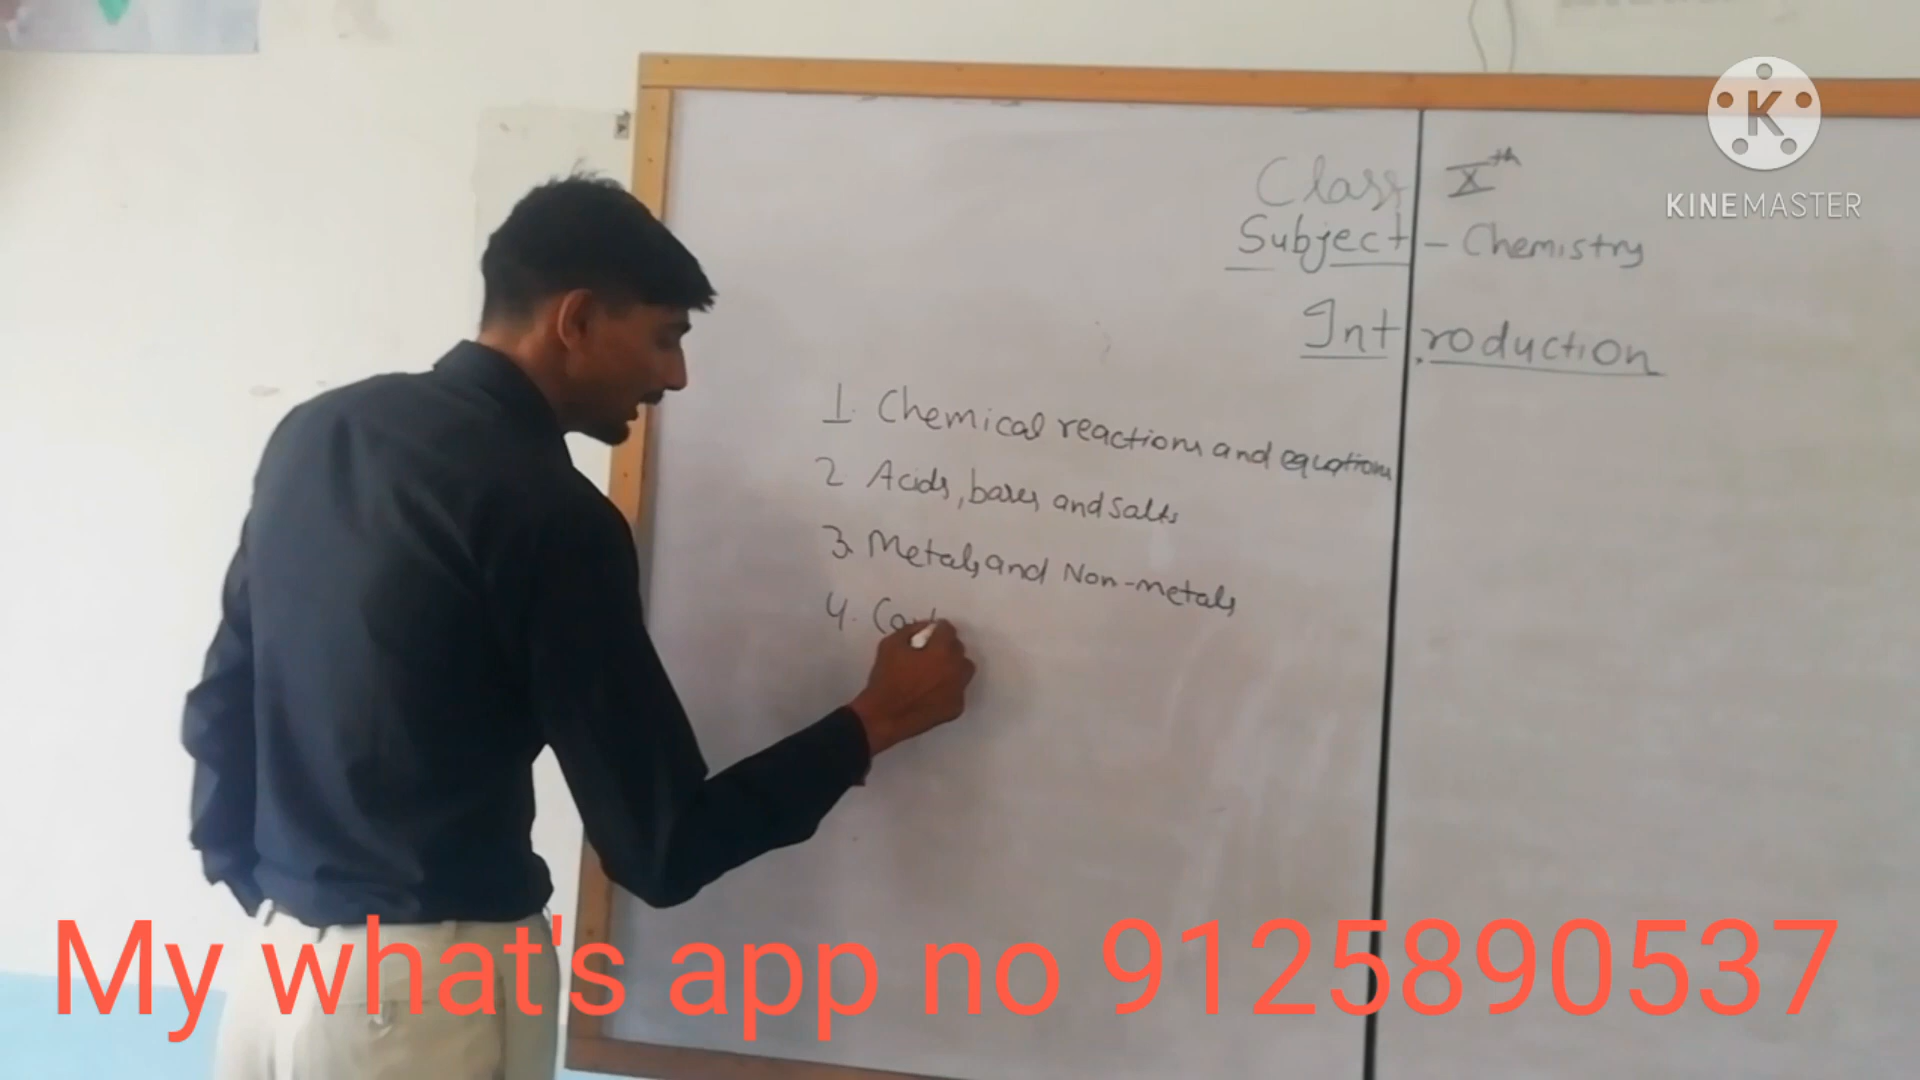 KINEMASTER
Class Xth
Subject - Chemistry
Introduction
1. Chemical reactions and equations
2 Acids, bases and salts
3. Metals and Non-metals
4.
My what's app no 9125890537